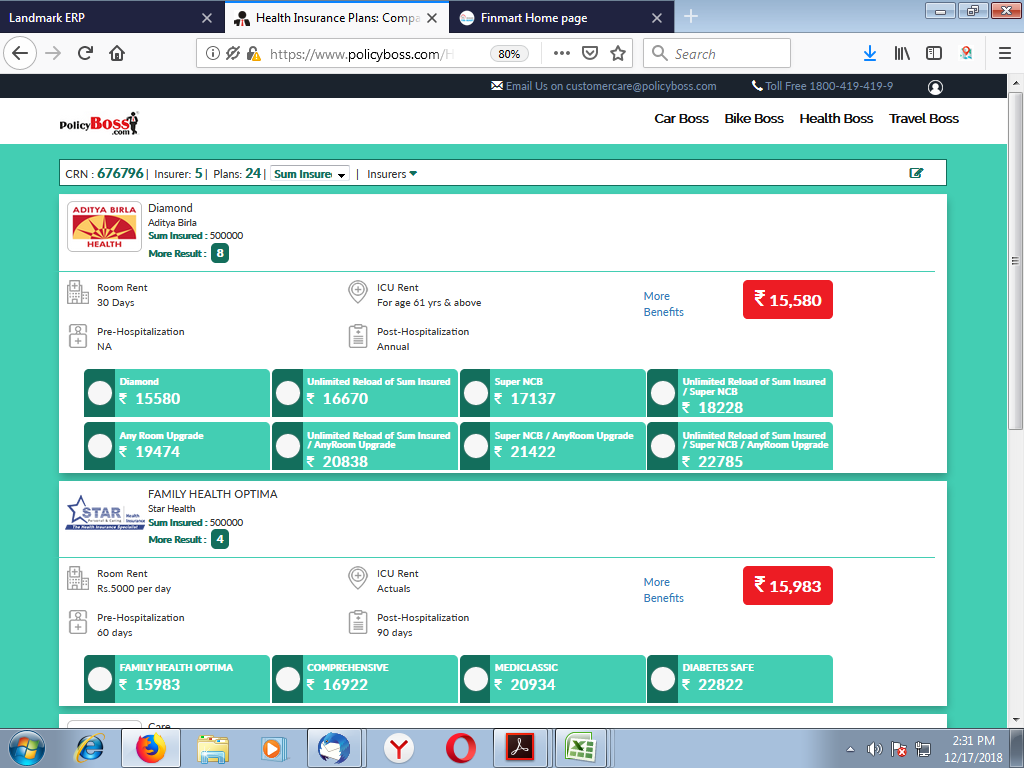 Landmark ERP
Health Insurance Plans: Compa
Finmart Home page
https://www.policyboss.com/H
80%
Search
Email Us on customercare@policyboss.com
Toll Free 1800-419-419-9
PolicyBoss.com
Car Boss
Bike Boss
Health Boss
Travel Boss
CRN : 676796 | Insurer: 5 | Plans: 24 | Sum Insured | Insurers
ADITYA BIRLA
HEALTH
Diamond
Aditya Birla
Sum Insured : 500000
More Result : 8
Room Rent
30 Days
ICU Rent
For age 61 yrs & above
More
Benefits
₹ 15,580
Pre-Hospitalization
NA
Post-Hospitalization
Annual
Diamond
₹ 15580
Unlimited Reload of Sum Insured
₹ 16670
Super NCB
₹ 17137
Unlimited Reload of Sum Insured
/ Super NCB
₹ 18228
Any Room Upgrade
₹ 19474
Unlimited Reload of Sum Insured
/ AnyRoom Upgrade
₹ 20838
Super NCB / AnyRoom Upgrade
₹ 21422
Unlimited Reload of Sum Insured
/ Super NCB / AnyRoom Upgrade
₹ 22785
STAR Health Insurance
Personal & Caring
The Health Insurance Specialist
FAMILY HEALTH OPTIMA
Star Health
Sum Insured : 500000
More Result : 4
Room Rent
Rs.5000 per day
ICU Rent
Actuals
More
Benefits
₹ 15,983
Pre-Hospitalization
60 days
Post-Hospitalization
90 days
FAMILY HEALTH OPTIMA
₹ 15983
COMPREHENSIVE
₹ 16922
MEDICLASSIC
₹ 20934
DIABETES SAFE
₹ 22822
Care
2:31 PM
12/17/2018